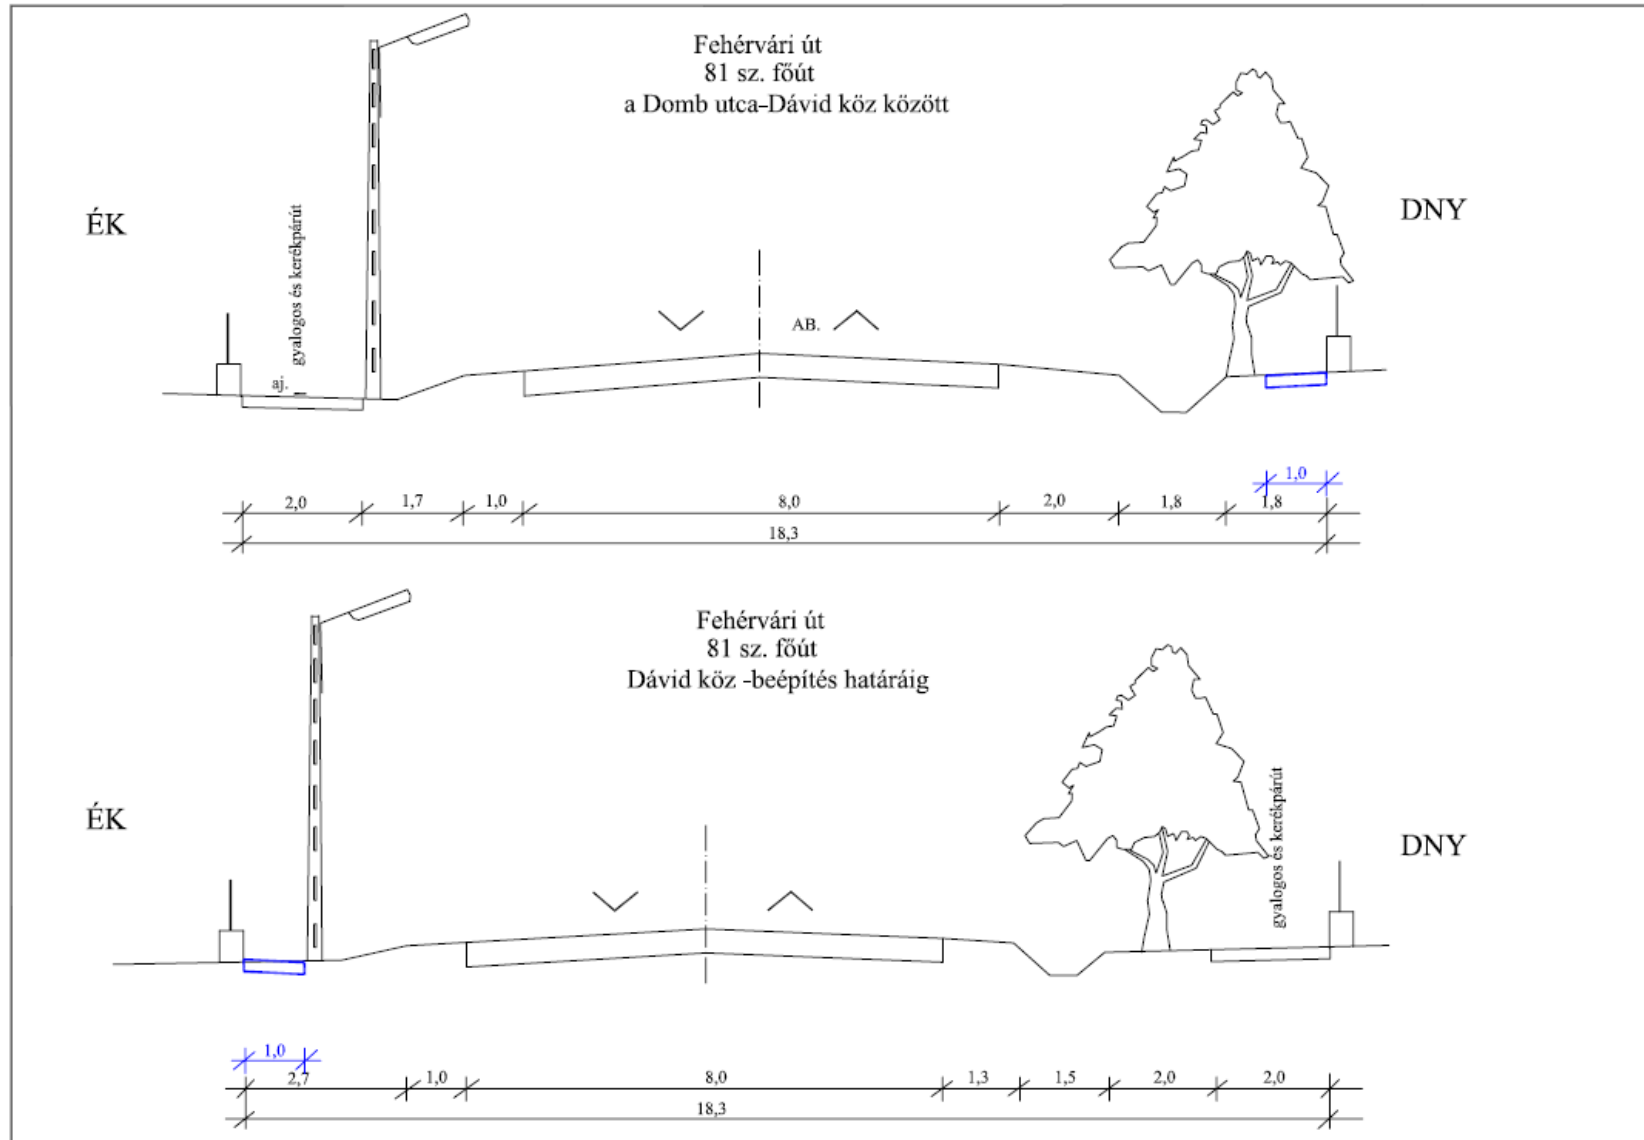 Fehérvári út
81 sz. főút
a Domb utca-Dávid köz között
ÉK
DNY
gyalogos és kerékpárút
AB.
aj.
1,0
2,0
1,7
1,0
8,0
2,0
1,8
1,8
18,3
Fehérvári út
81 sz. főút
Dávid köz -beépítés határáig
ÉK
DNY
gyalogos és kerékpárút
1,0
2,7
1,0
8,0
1,3
1,5
2,0
2,0
18,3